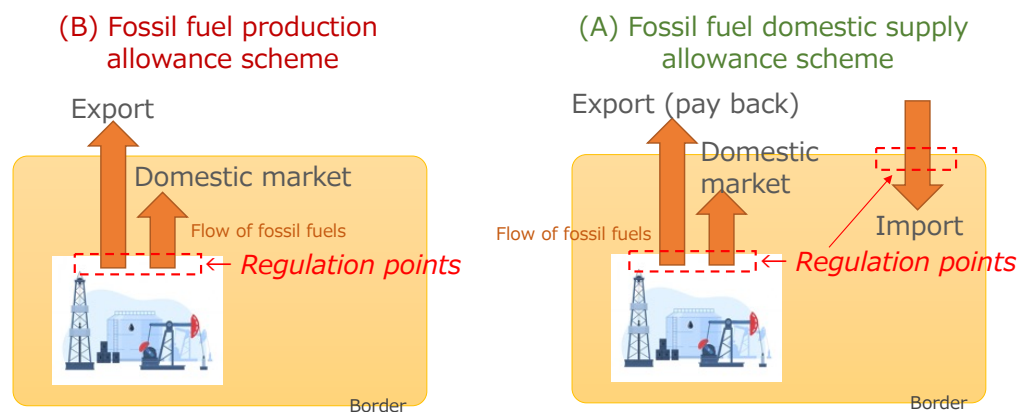 (B) Fossil fuel production
allowance scheme
Export
Domestic market
Flow of fossil fuels
← Regulation points
Border
(A) Fossil fuel domestic supply
allowance scheme
Export (pay back)
Domestic
market
Import
Flow of fossil fuels
← Regulation points
Border